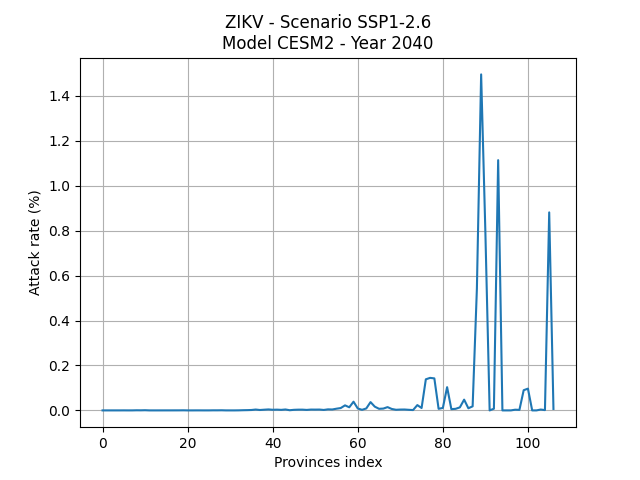 ZIKV - Scenario SSP1-2.6
Model CESM2 - Year 2040
Attack rate (%)
1.4
1.2
1.0
0.8
0.6
0.4
0.2
0.0
0 20 40 60 80 100
Provinces index